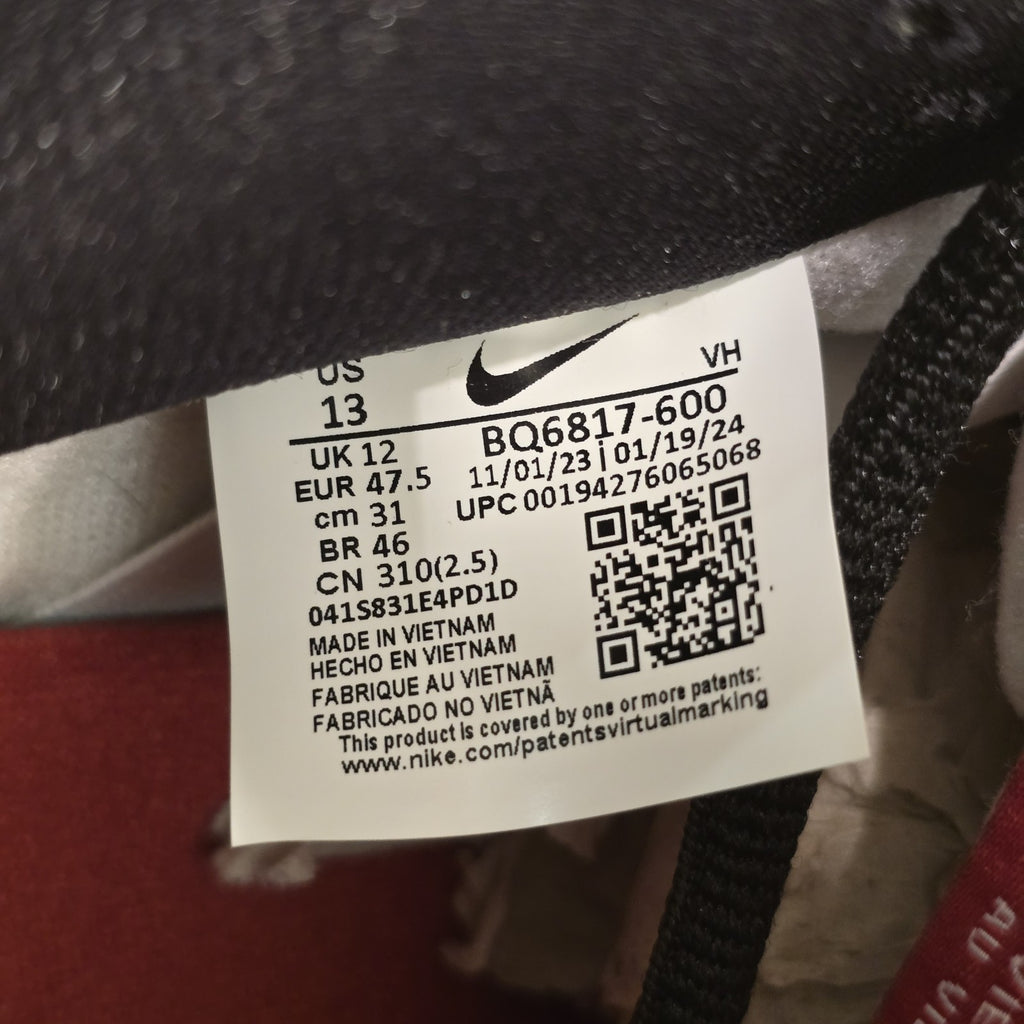 US
13
VH
UK 12
EUR 47.5
cm 31
BR 46
CN 310(2.5)
BQ6817-600
11/01/23 | 01/19/24
UPC 00194276065068
041S831E4PD1D
MADE IN VIETNAM
HECHO EN VIETNAM
FABRIQUE AU VIETNAM
FABRICADO NO VIETNÃ
This product is covered by one or more patents:
www.nike.com/patentsvirtualmarking
AU